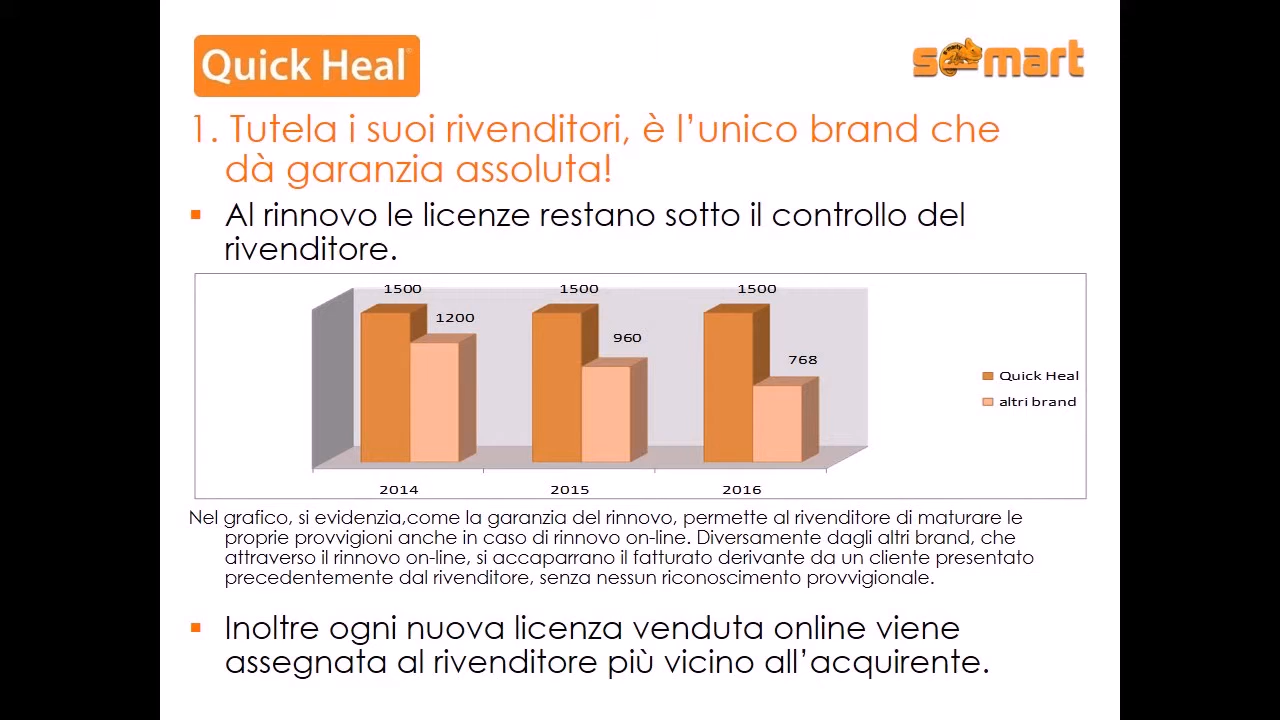 Quick Heal
s mart
1. Tutela i suoi rivenditori, è l’unico brand che
dà garanzia assoluta!
Al rinnovo le licenze restano sotto il controllo del
rivenditore.
1500
1200
1500
960
1500
768
Quick Heal
altri brand
2014
2015
2016
Nel grafico, si evidenzia,come la garanzia del rinnovo, permette al rivenditore di maturare le
proprie provvigioni anche in caso di rinnovo on-line. Diversamente dagli altri brand, che
attraverso il rinnovo on-line, si accaparrano il fatturato derivante da un cliente presentato
precedentemente dal rivenditore, senza nessun riconoscimento provvigionale.
Inoltre ogni nuova licenza venduta online viene
assegnata al rivenditore più vicino all’acquirente.